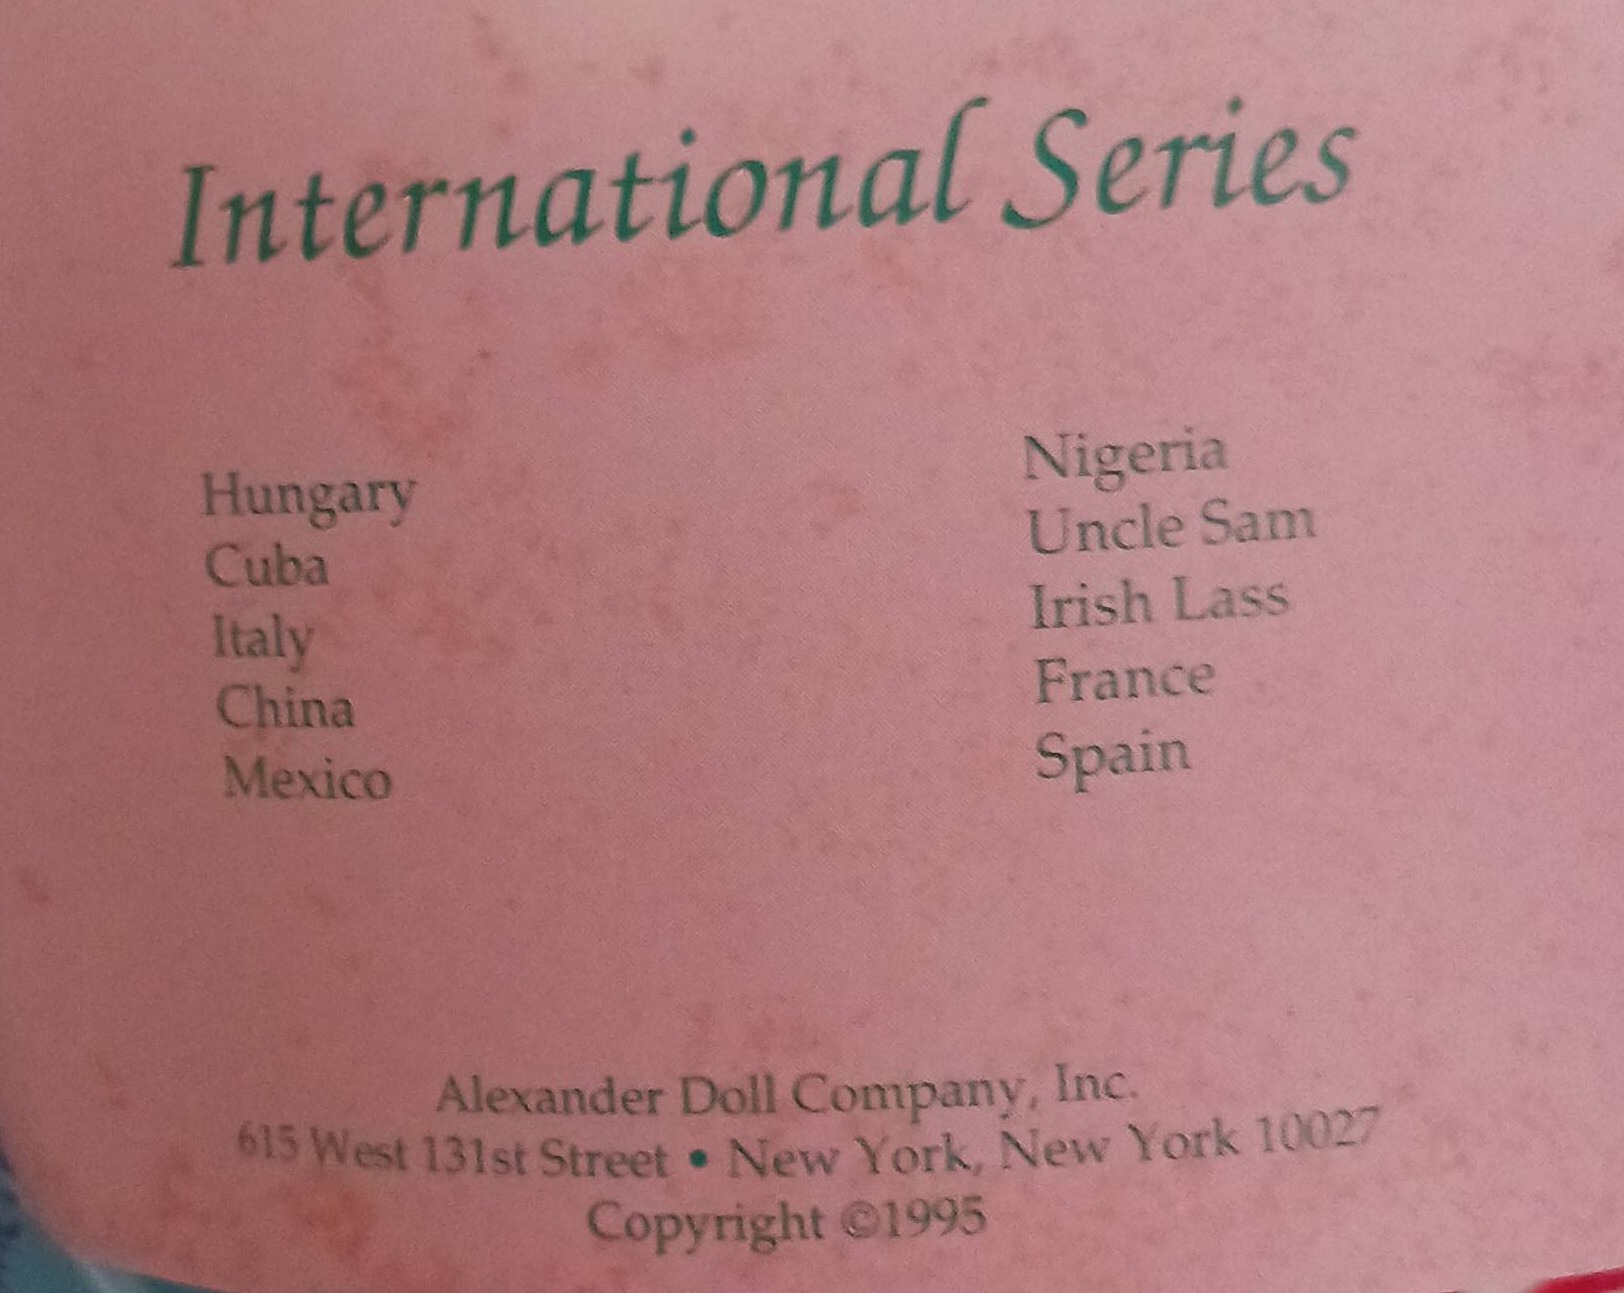 International Series
Hungary
Cuba
Italy
China
Mexico
Nigeria
Uncle Sam
Irish Lass
France
Spain
Alexander Doll Company, Inc.
615 West 131st Street • New York, New York 10027
Copyright ©1995